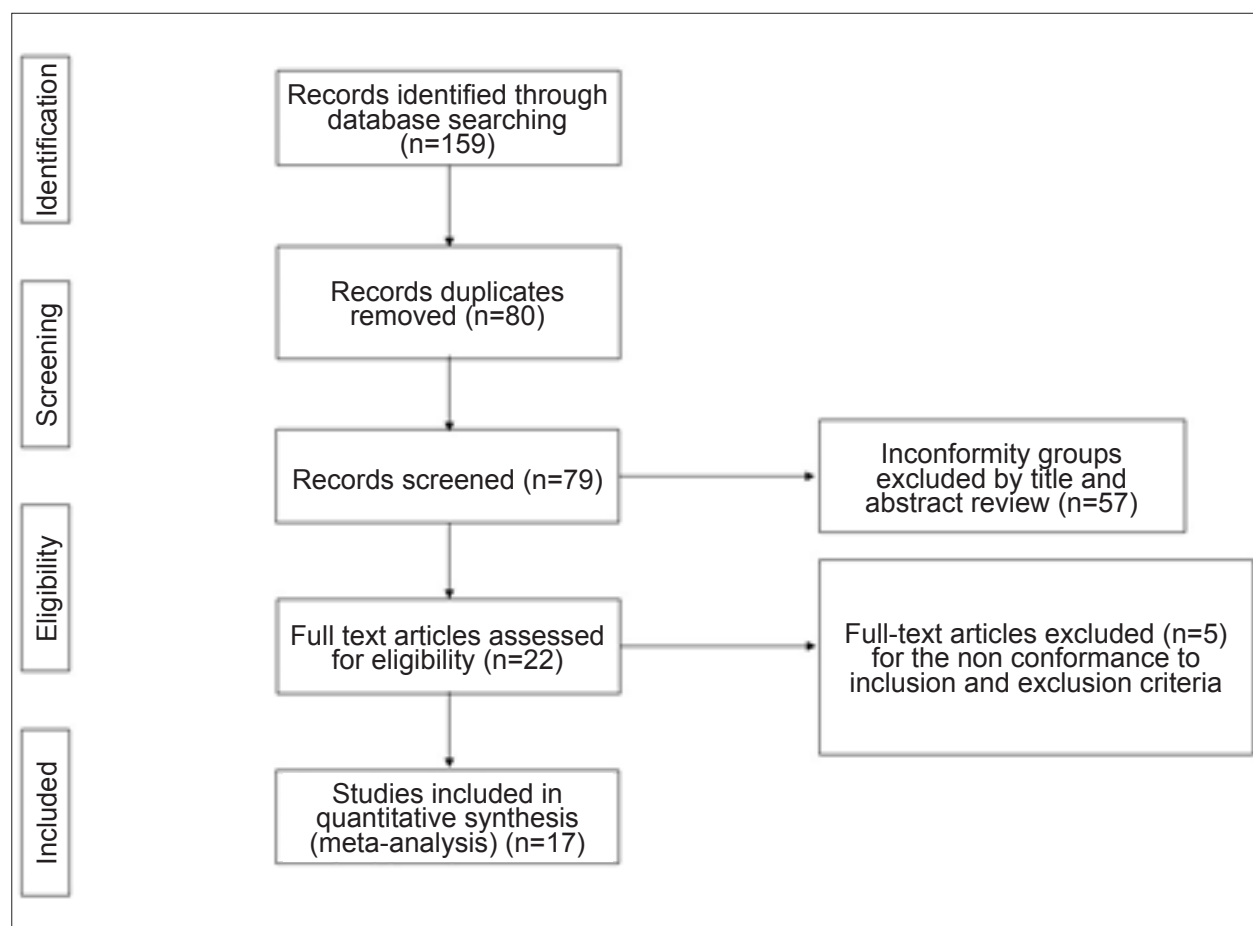 Identification
Records identified through
database searching
(n=159)
Screening
Records duplicates
removed (n=80)
Records screened (n=79)
Inconformity groups
excluded by title and
abstract review (n=57)
Eligibility
Full text articles assessed
for eligibility (n=22)
Full-text articles excluded (n=5)
for the non conformance to
inclusion and exclusion criteria
Included
Studies included in
quantitative synthesis
(meta-analysis) (n=17)